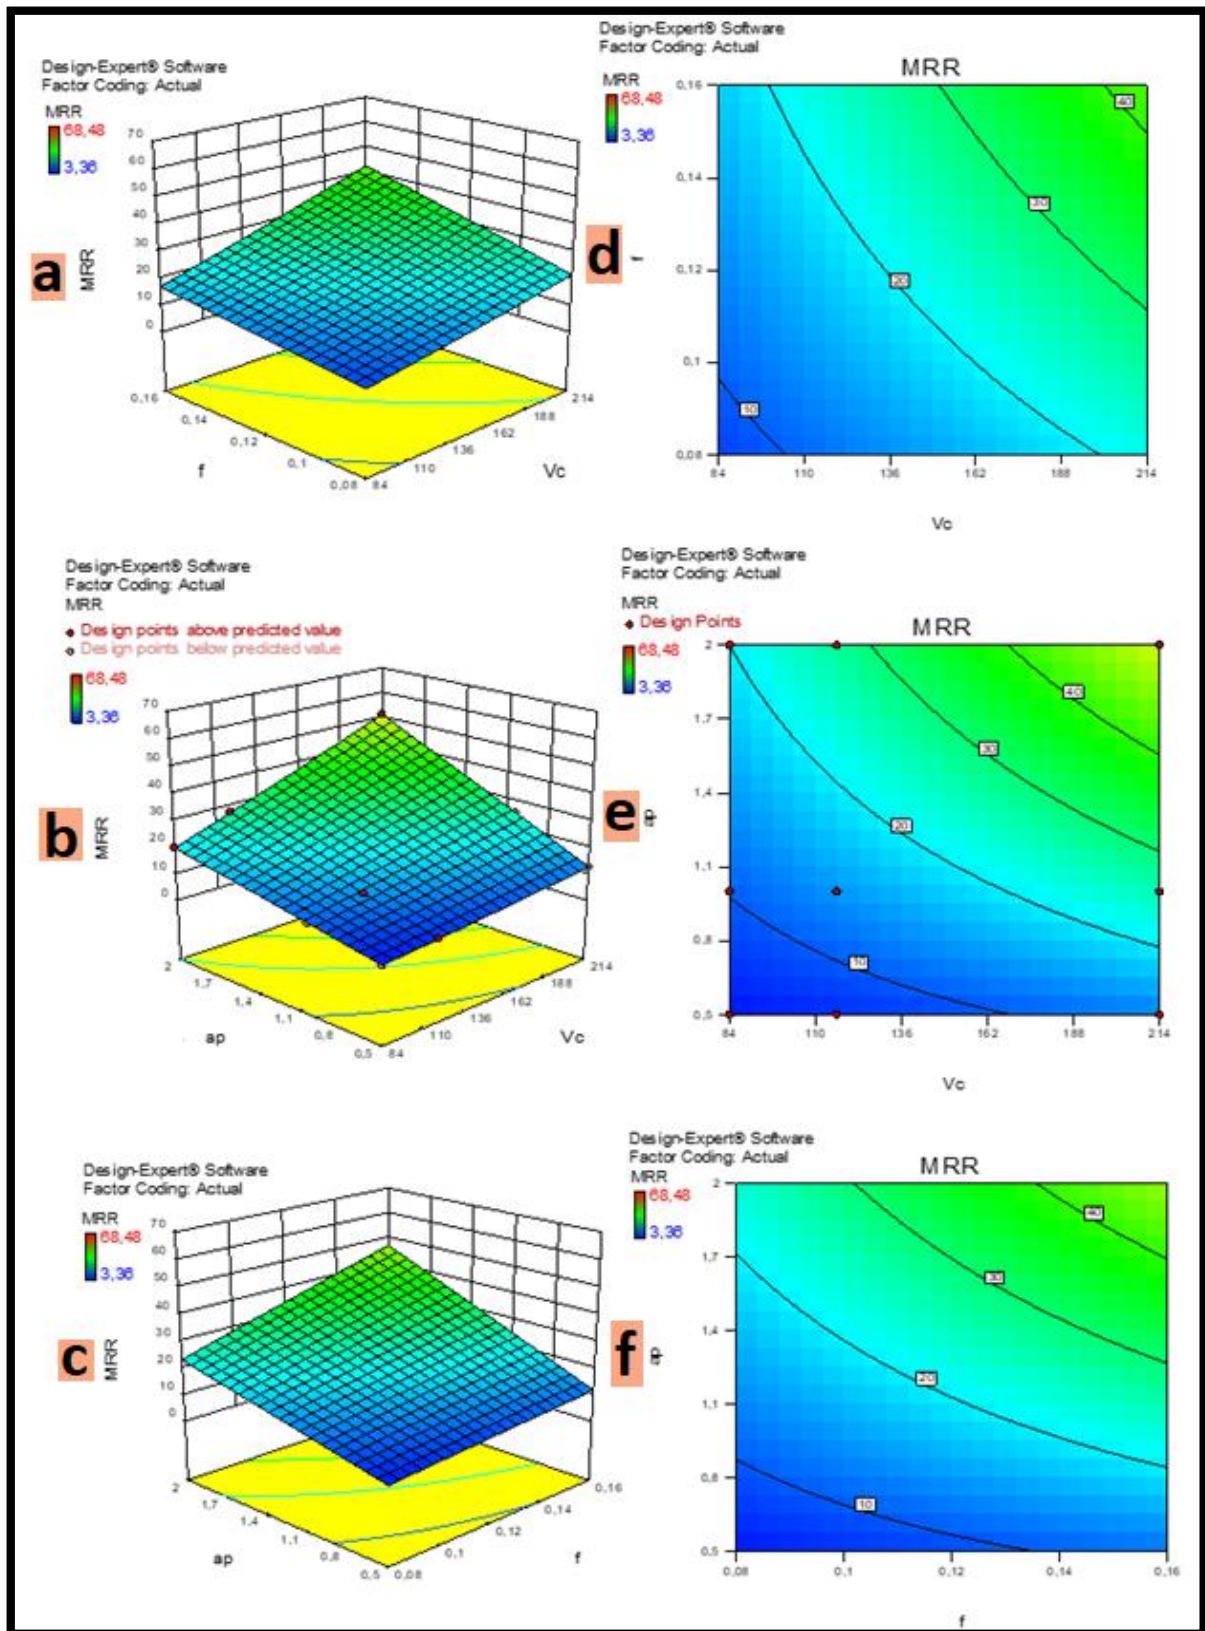 Design-Expert® Software
Factor Coding: Actual
MRR
68,48
3,36
70
60
50
40
30
20
10
0
MRR
a
0,16
0,14
0,12
0,1
0,08
f
84
110
136
162
188
214
Vc
Design-Expert® Software
Factor Coding: Actual
MRR
68,48
3,36
MRR
d
f
0,16
0,14
0,12
0,1
0,08
40
30
20
10
84
110
136
162
188
214
Vc
Design-Expert® Software
Factor Coding: Actual
MRR
Design points above predicted value
Design points below predicted value
68,48
3,36
70
60
50
40
30
20
10
0
MRR
b
2
1,7
1,4
1,1
0,8
0,5
ap
84
110
136
162
188
214
Vc
Design-Expert® Software
Factor Coding: Actual
MRR
Design Points
68,48
3,36
MRR
e
ap
2
1,7
1,4
1,1
0,8
0,5
40
30
20
10
84
110
136
162
188
214
Vc
Design-Expert® Software
Factor Coding: Actual
MRR
68,48
3,36
70
60
50
40
30
20
10
0
MRR
c
2
1,7
1,4
1,1
0,8
0,5
ap
0,08
0,1
0,12
0,14
0,16
f
Design-Expert® Software
Factor Coding: Actual
MRR
68,48
3,36
MRR
f
ap
2
1,7
1,4
1,1
0,8
0,5
40
30
20
10
0,08
0,1
0,12
0,14
0,16
f